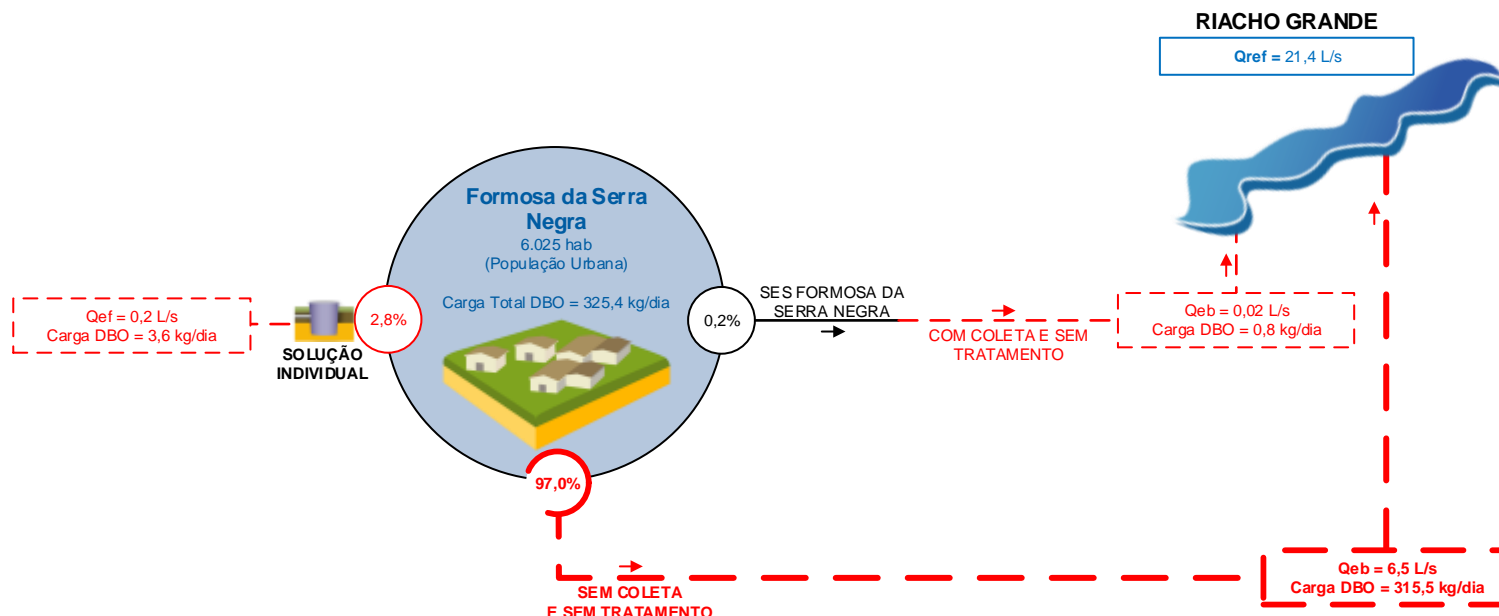 RIACHO GRANDE
Qref = 21,4 L/s
Formosa da Serra
Negra
6.025 hab
(População Urbana)
Carga Total DBO = 325,4 kg/dia
Qef = 0,2 L/s
Carga DBO = 3,6 kg/dia
SOLUÇÃO
INDIVIDUAL
2,8%
0,2%
SES FORMOSA DA
SERRA NEGRA
COM COLETA E SEM
TRATAMENTO
Qeb = 0,02 L/s
Carga DBO = 0,8 kg/dia
97,0%
SEM COLETA
E SEM TRATAMENTO
Qeb = 6,5 L/s
Carga DBO = 315,5 kg/dia